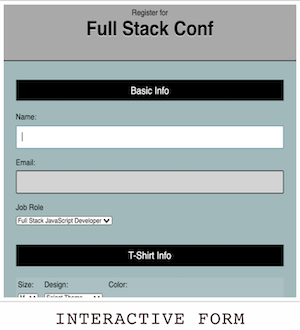 Register for
Full Stack Conf
Basic Info
Name:
Email:
Job Role
Full Stack JavaScript Developer
T-Shirt Info
Size: Design: Color:
M Select Theme
INTERACTIVE FORM